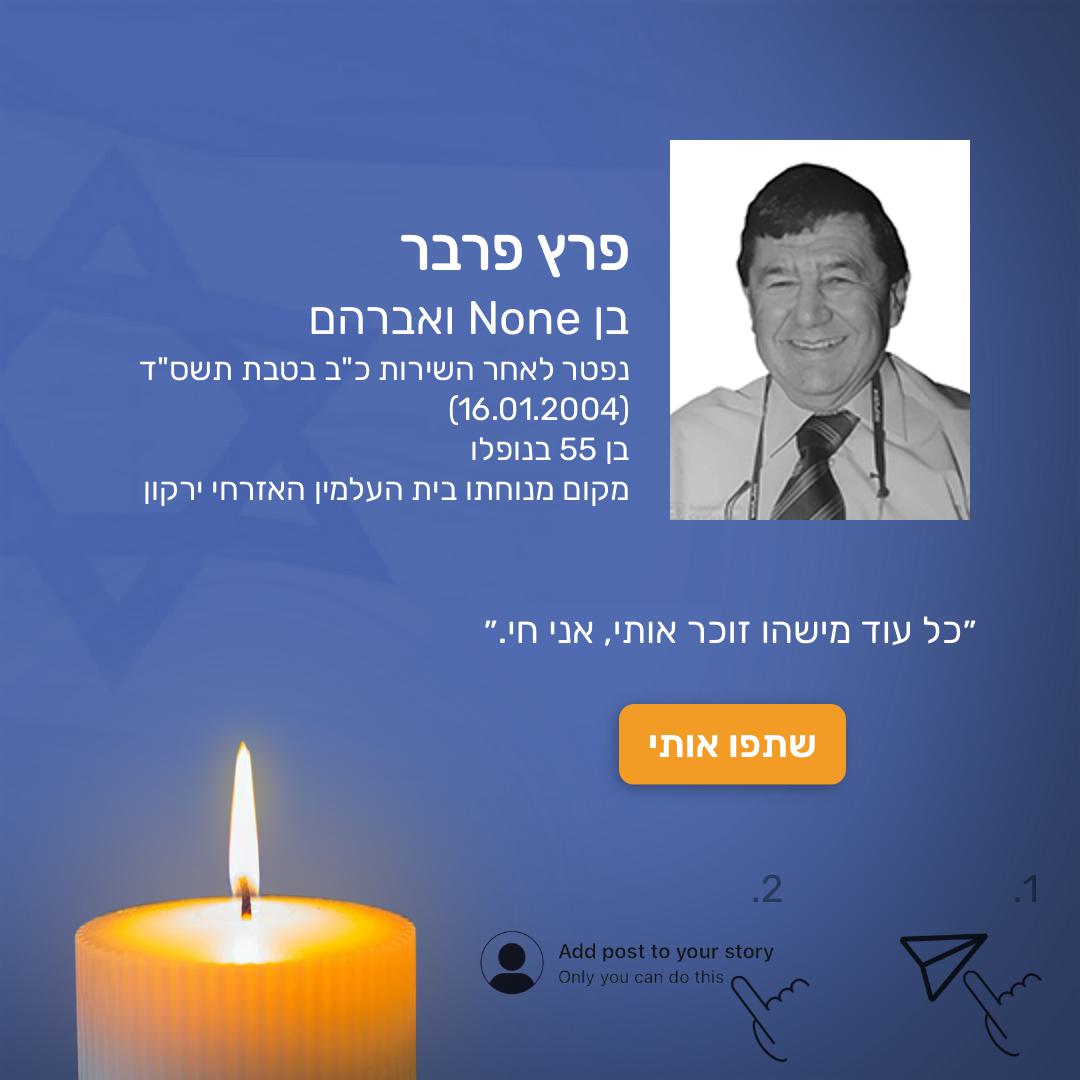 פרץ פרבר
בן None ואברהם
נפטר לאחר השירות כ"ב בטבת תשס"ד
(16.01.2004)
בן 55 בנופלו
מקום מנוחתו בית העלמין האזרחי ירקון
״כל עוד מישהו זוכר אותי, אני חי.״
שתפו אותי
.1
.2
Add post to your story
Only you can do this